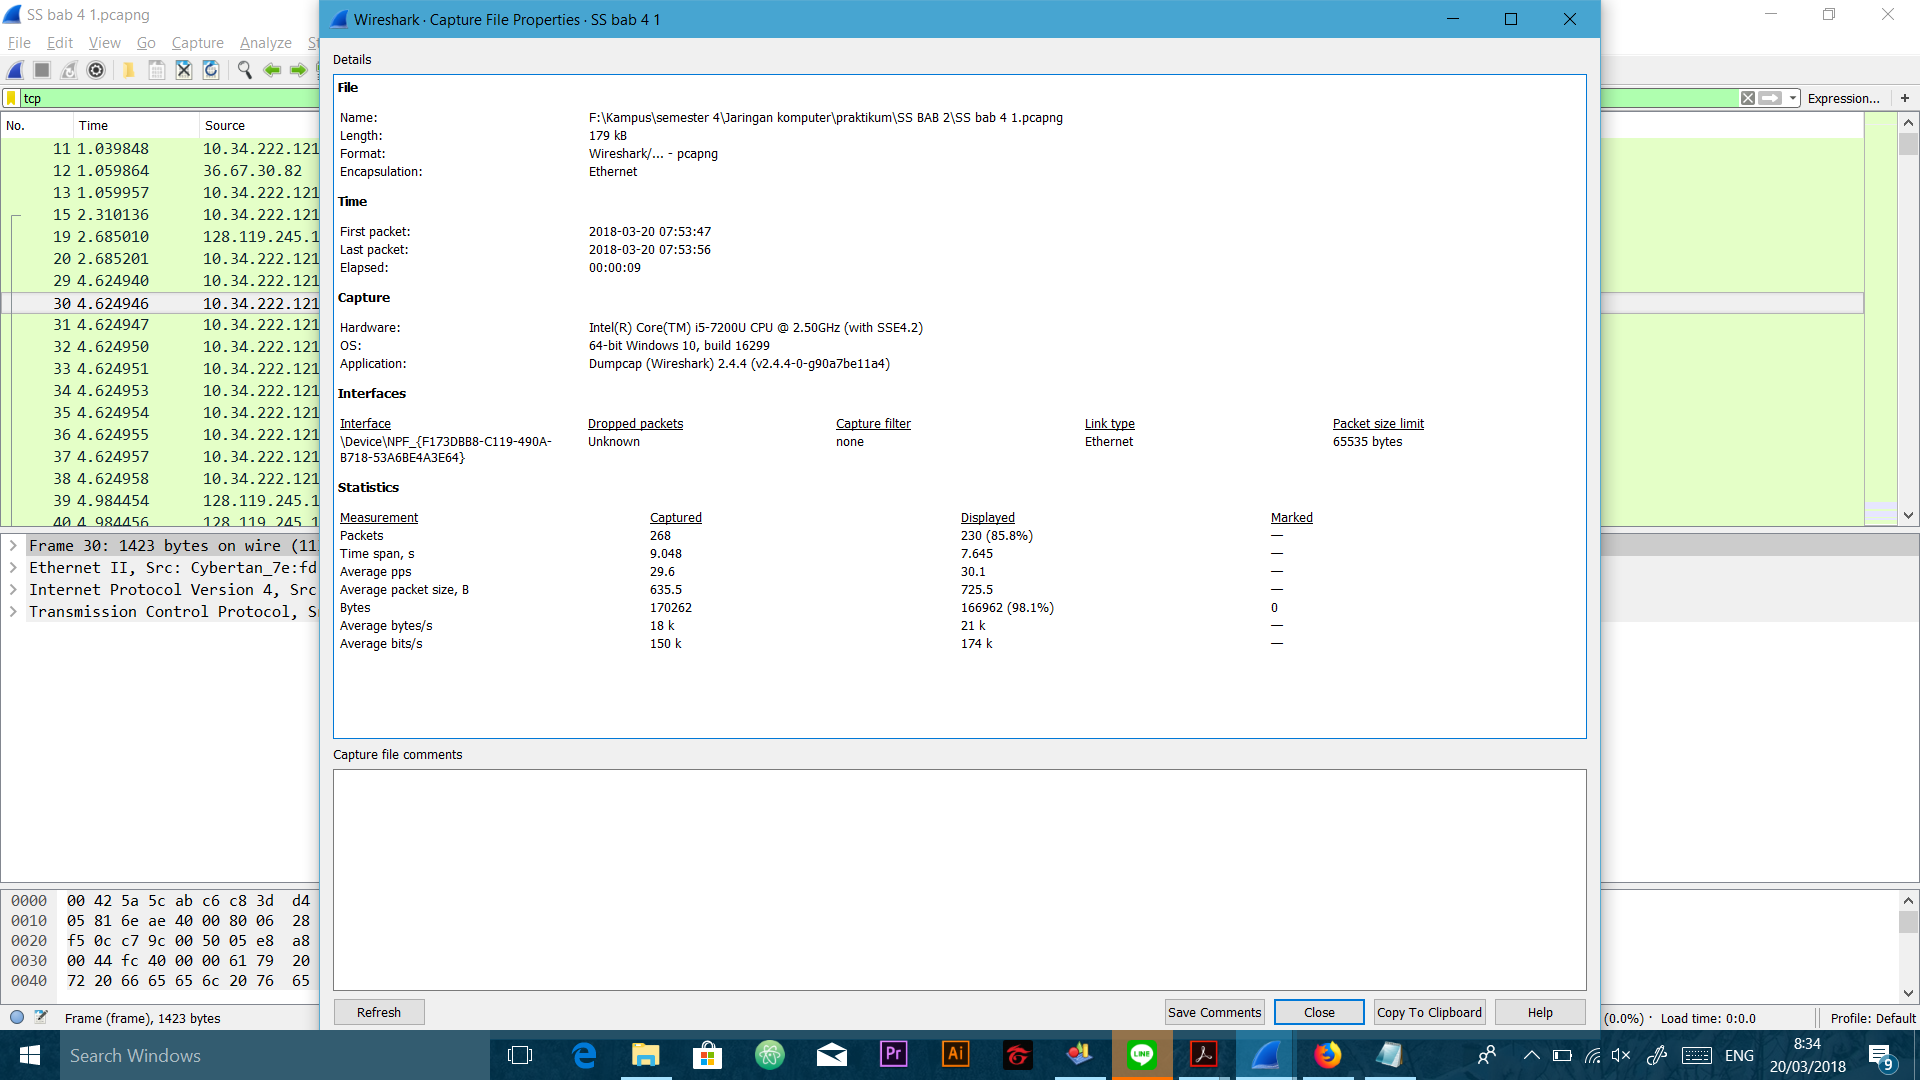 SS bab 4 1.pcapng
File Edit View Go Capture Analyze St
tcp
Expression... +
No. Time Source
11 1.039848 10.34.222.121
12 1.059864 36.67.30.82
13 1.059957 10.34.222.121
15 2.310136 10.34.222.121
19 2.685010 128.119.245.1
20 2.685201 10.34.222.121
29 4.624940 10.34.222.121
30 4.624946 10.34.222.121
31 4.624947 10.34.222.121
32 4.624950 10.34.222.121
33 4.624951 10.34.222.121
34 4.624953 10.34.222.121
35 4.624954 10.34.222.121
36 4.624955 10.34.222.121
37 4.624957 10.34.222.121
38 4.624958 10.34.222.121
39 4.984454 128.119.245.1
40 4.984456 128.119.245.1
Frame 30: 1423 bytes on wire (11
Ethernet II, Src: Cybertan_7e:fd
Internet Protocol Version 4, Src
Transmission Control Protocol, S
0000 00 42 5a 5c ab c6 c8 3d d4
0010 05 81 6e ae 40 00 80 06 28
0020 f5 0c c7 9c 00 50 05 e8 a8
0030 00 44 fc 40 00 00 61 79 20
0040 72 20 66 65 65 6c 20 76 65
Frame (frame), 1423 bytes
(0.0%) · Load time: 0:0.0
Profile: Default
Wireshark · Capture File Properties · SS bab 4 1
Details
File
Name: F:\Kampus\semester 4\Jaringan komputer\praktikum\SS BAB 2\SS bab 4 1.pcapng
Length: 179 kB
Format: Wireshark/... - pcapng
Encapsulation: Ethernet
Time
First packet: 2018-03-20 07:53:47
Last packet: 2018-03-20 07:53:56
Elapsed: 00:00:09
Capture
Hardware: Intel(R) Core(TM) i5-7200U CPU @ 2.50GHz (with SSE4.2)
OS: 64-bit Windows 10, build 16299
Application: Dumpcap (Wireshark) 2.4.4 (v2.4.4-0-g90a7be11a4)
Interfaces
Interface Dropped packets Capture filter Link type Packet size limit
\Device\NPF_{F173DBB8-C119-490A- Unknown none Ethernet 65535 bytes
B718-53A6BE4A3E64}
Statistics
Measurement Captured Displayed Marked
Packets 268 230 (85.8%) —
Time span, s 9.048 7.645 —
Average pps 29.6 30.1 —
Average packet size, B 635.5 725.5 —
Bytes 170262 166962 (98.1%) 0
Average bytes/s 18 k 21 k —
Average bits/s 150 k 174 k —
Capture file comments
Refresh Save Comments Close Copy To Clipboard Help
Search Windows
Pr Ai LINE
ENG
8:34
20/03/2018
9